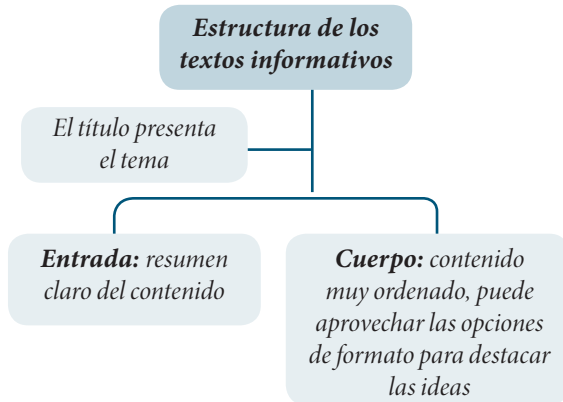 Estructura de los
textos informativos
El título presenta
el tema
Entrada: resumen
claro del contenido
Cuerpo: contenido
muy ordenado, puede
aprovechar las opciones
de formato para destacar
las ideas